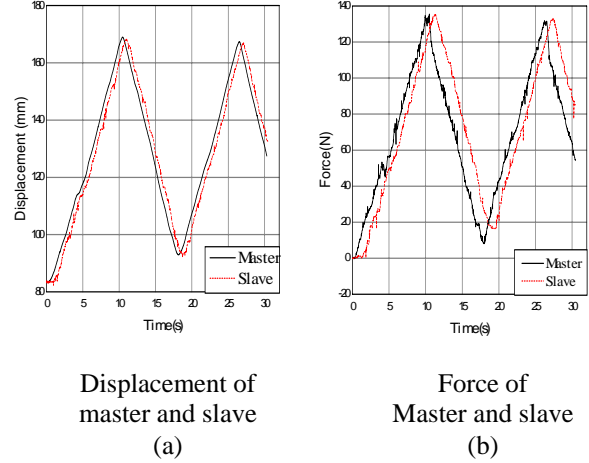 180
160
140
120
100
80
Displacement (mm)
Master
Slave
0 5 10 15 20 25 30
Time(s)
140
120
100
80
60
40
20
0
-20
Force(N)
Master
Slave
0 5 10 15 20 25 30
Time(s)
Displacement of
master and slave
(a)
Force of
Master and slave
(b)